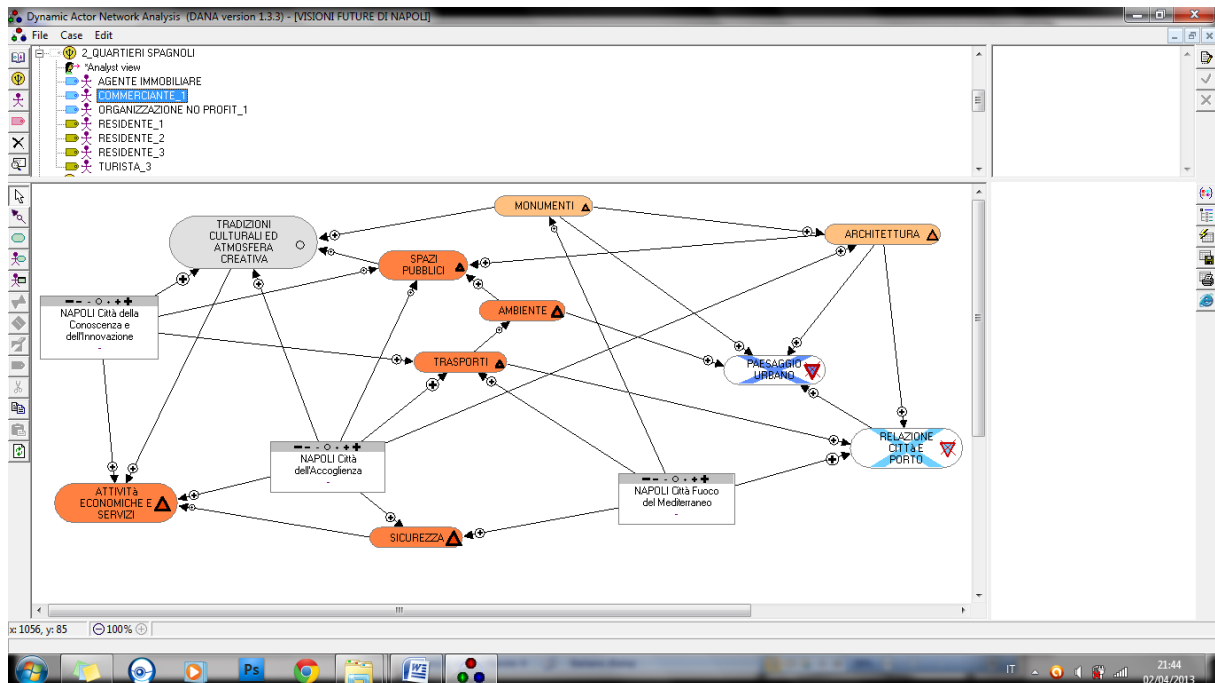 Dynamic Actor Network Analysis (DANA version 1.3.3) - [VISIONI FUTURE DI NAPOLI]
File Case Edit
2_QUARTIERI SPAGNOLI
*Analyst view
AGENTE IMMOBILIARE
COMMERCIANTE_1
ORGANIZZAZIONE NO PROFIT_1
RESIDENTE_1
RESIDENTE_2
RESIDENTE_3
TURISTA_3
MONUMENTI
TRADIZIONI
CULTURALI ED
ATMOSFERA
CREATIVA
ARCHITETTURA
SPAZI
PUBBLICI
AMBIENTE
NAPOLI Città della
Conoscenza e
dell'Innovazione
-
TRASPORTI
PAESAGGIO
URBANO
RELAZIONE
CITTà E
PORTO
NAPOLI Città
dell'Accoglienza
-
NAPOLI Città Fuoco
del Mediterraneo
-
ATTIVITà
ECONOMICHE E
SERVIZI
SICUREZZA
x: 1056, y: 85 100%
Ps
W
IT
21:44
02/04/2013